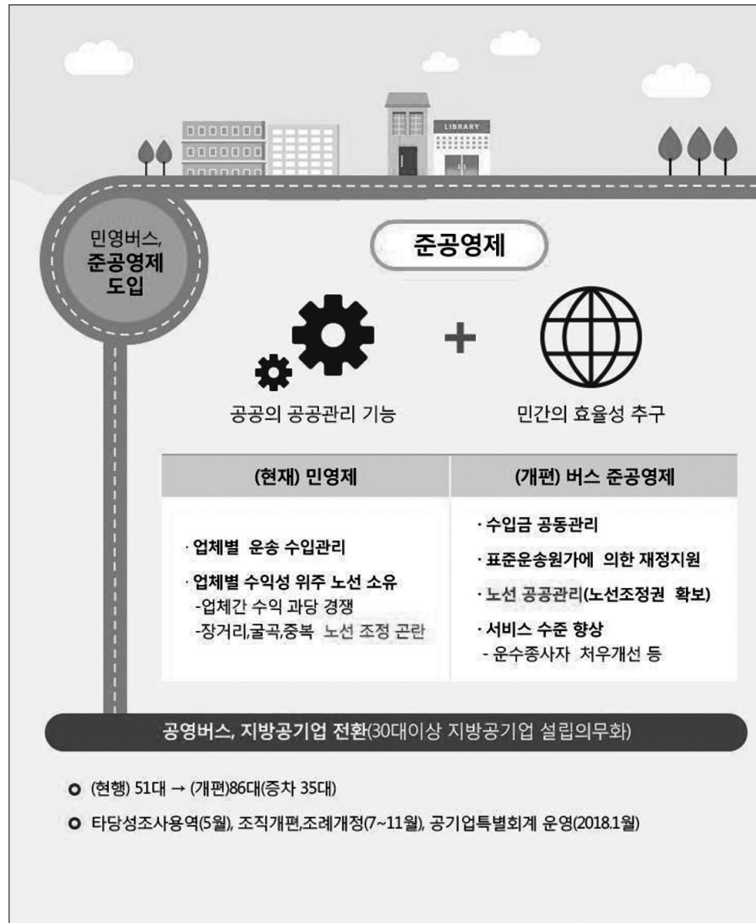 LIBRARY
민영버스,
준공영제
도입
준공영제
+
공공의 공공관리 기능
민간의 효율성 추구
(현재) 민영제
(개편) 버스 준공영제
· 업체별 운송 수입관리
· 업체별 수익성 위주 노선 소유
-업체간 수익 과당 경쟁
-장거리,굴곡,중복 노선 조정 곤란
· 수입금 공동관리
· 표준운송원가에 의한 재정지원
· 노선 공공관리(노선조정권 확보)
· 서비스 수준 향상
- 운수종사자 처우개선 등
공영버스, 지방공기업 전환(30대이상 지방공기업 설립의무화)
(현행) 51대 → (개편)86대(증차 35대)
타당성조사용역(5월), 조직개편,조례개정(7~11월), 공기업특별회계 운영(2018.1월)